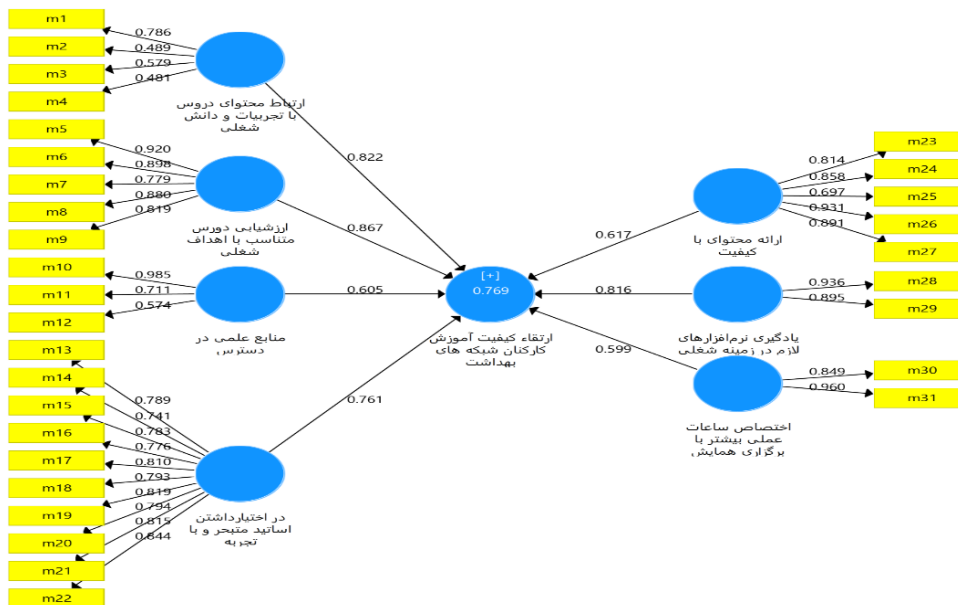 m1
m2
m3
m4
m5
m6
m7
m8
m9
m10
m11
m12
m13
m14
m15
m16
m17
m18
m19
m20
m21
m22
0.786
0.489
0.579
0.481
ارتباط محتوای دروس
با تجربیات و دانش
شغلی
0.920
0.898
0.779
0.880
0.819
ارزشیابی دورس
متناسب با اهداف
شغلی
0.985
0.711
0.574
منابع علمی در
دسترس
0.789
0.741
0.783
0.776
0.810
0.793
0.819
0.794
0.815
0.844
در اختیارداشتن
اساتید متبحر و با
تجربه
0.822
0.867
0.605
0.761
[+]
0.769
ارتقاء کیفیت آموزش
کارکنان شبکه های
بهداشت
0.617
0.816
0.599
ارائه محتوای با
کیفیت
0.814
0.858
0.697
0.931
0.891
یادگیری نرم‌افزارهای
لازم در زمینه شغلی
0.936
0.895
اختصاص ساعات
عملی بیشتر با
برگزاری همایش
0.849
0.960
m23
m24
m25
m26
m27
m28
m29
m30
m31